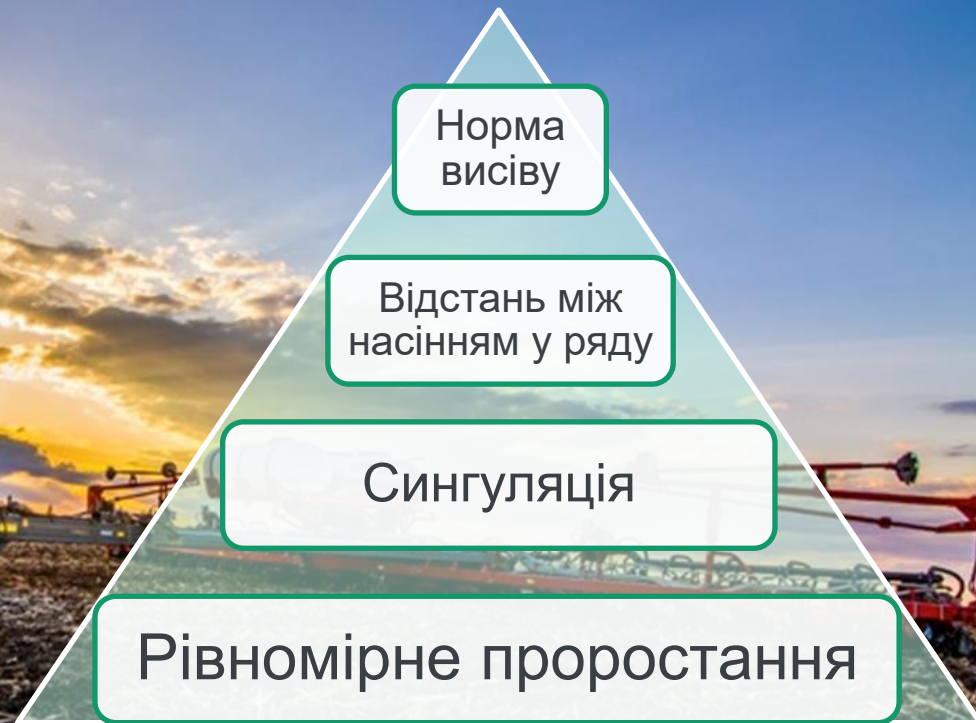 Норма
висіву
Відстань між
насінням у ряду
Сингуляція
Рівномірне проростання